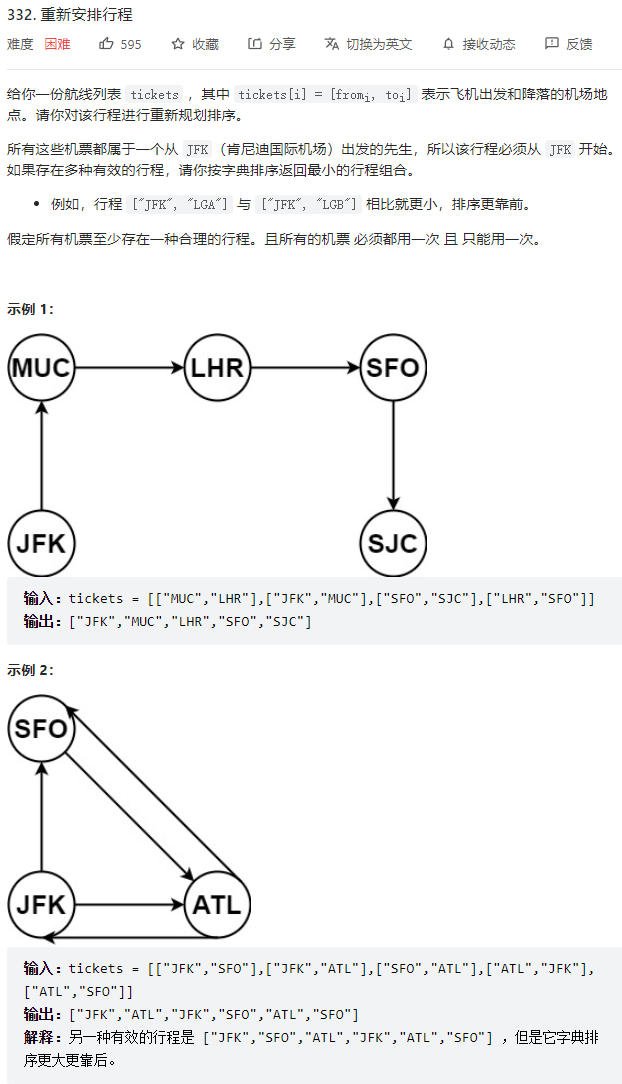 332. 重新安排行程
难度 困难 595 收藏 分享 切换为英文 接收动态 反馈
给你一份航线列表 tickets ，其中 tickets[i] = [fromi, toi] 表示飞机出发和降落的机场地
点。请你对该行程进行重新规划排序。
所有这些机票都属于一个从 JFK（肯尼迪国际机场）出发的先生，所以该行程必须从 JFK 开始。
如果存在多种有效的行程，请你按字典排序返回最小的行程组合。
• 例如，行程 ["JFK", "LGA"] 与 ["JFK", "LGB"] 相比就更小，排序更靠前。
假定所有机票至少存在一种合理的行程。且所有的机票 必须都用一次 且 只能用一次。
示例 1：
MUC LHR SFO
JFK SJC
输入：tickets = [["MUC","LHR"],["JFK","MUC"],["SFO","SJC"],["LHR","SFO"]]
输出：["JFK","MUC","LHR","SFO","SJC"]
示例 2：
SFO
JFK ATL
输入：tickets = [["JFK","SFO"],["JFK","ATL"],["SFO","ATL"],["ATL","JFK"],
["ATL","SFO"]]
输出：["JFK","ATL","JFK","SFO","ATL","SFO"]
解释：另一种有效的行程是 ["JFK","SFO","ATL","JFK","ATL","SFO"] ，但是它字典排
序更大更靠后。